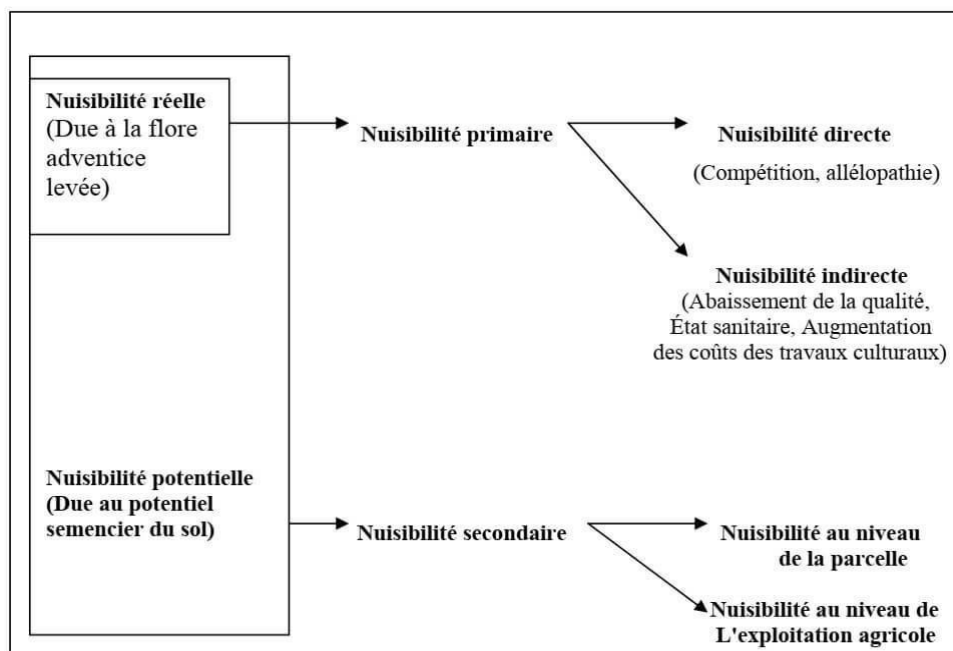 Nuisibilité réelle
(Due à la flore
adventice
levée)
Nuisibilité primaire
Nuisibilité directe
(Compétition, allélopathie)
Nuisibilité indirecte
(Abaissement de la qualité,
État sanitaire, Augmentation
des coûts des travaux culturaux)
Nuisibilité potentielle
(Due au potentiel
semencier du sol)
Nuisibilité secondaire
Nuisibilité au niveau
de la parcelle
Nuisibilité au niveau de
L'exploitation agricole